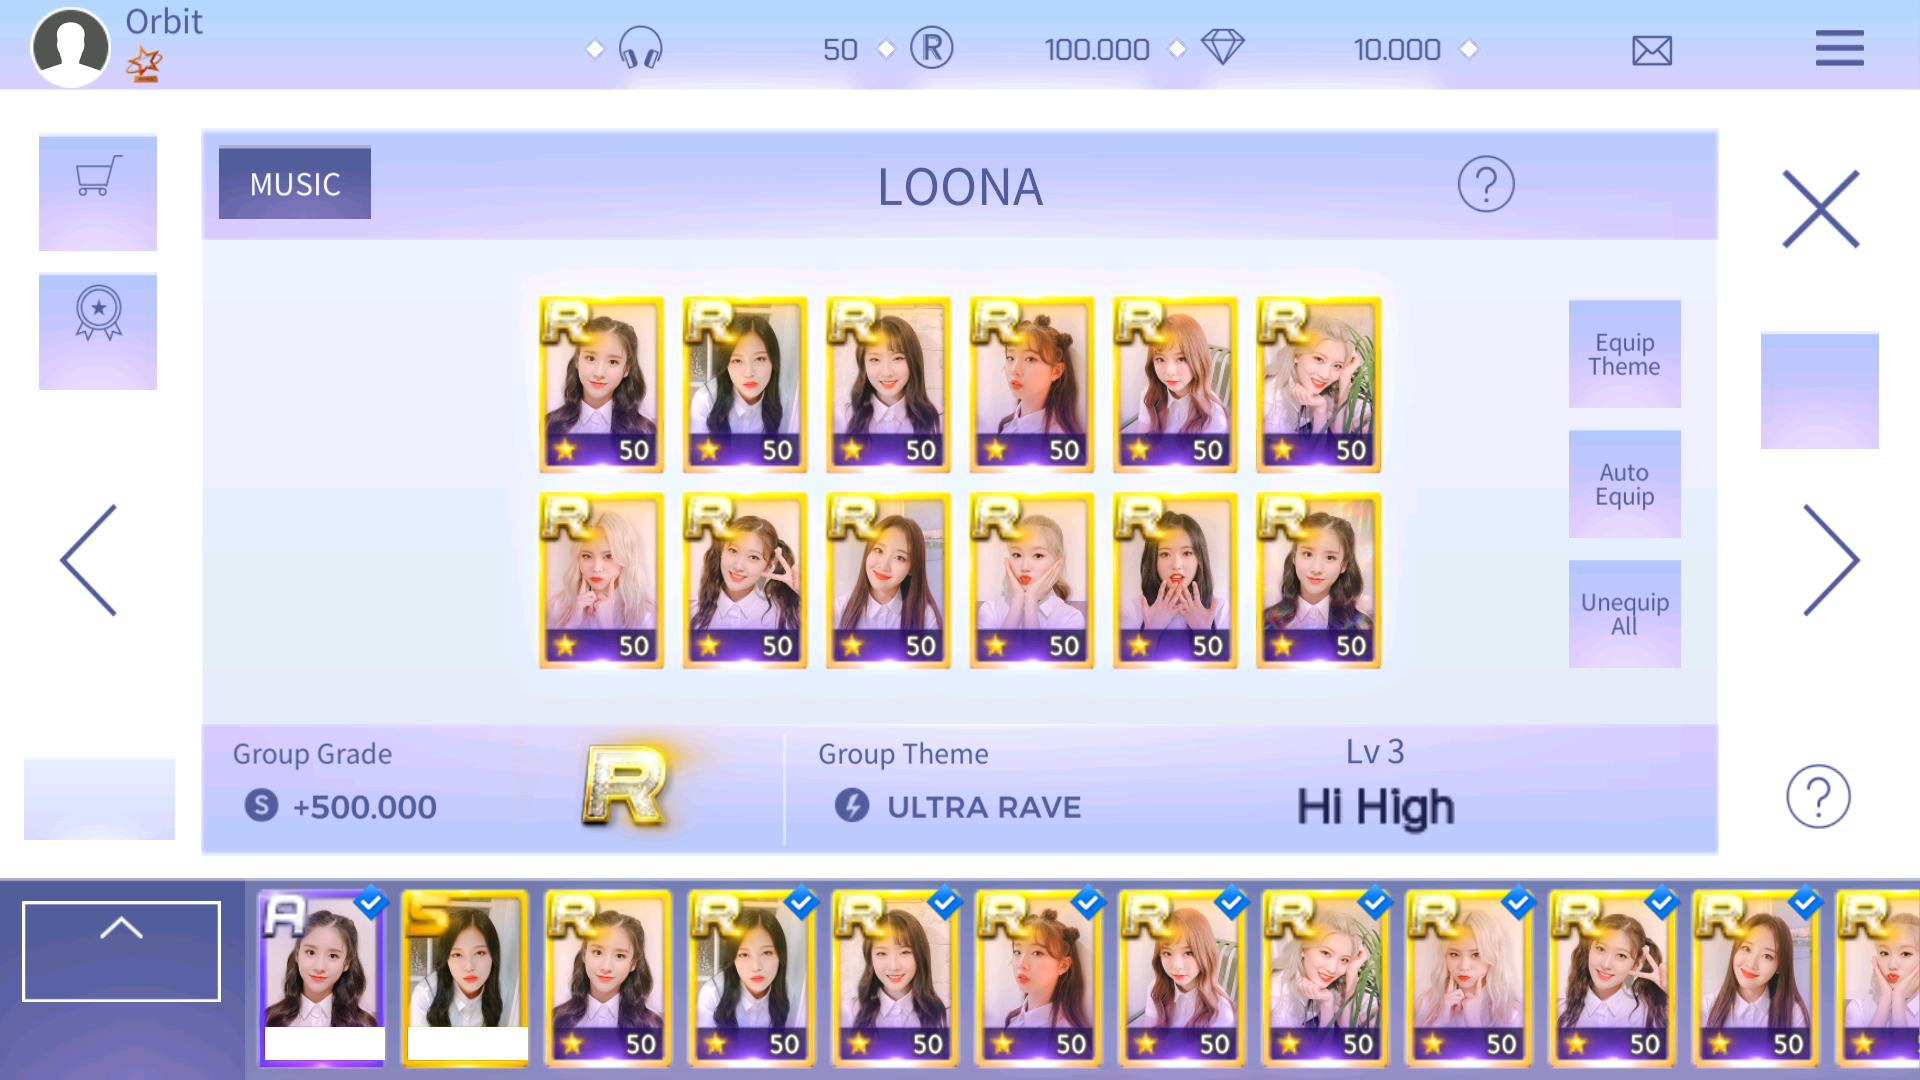 Orbit
50
R
100.000
10.000
MUSIC
LOONA
?
R R R R R R
50 50 50 50 50 50
R R R R R R
50 50 50 50 50 50
Equip
Theme
Auto
Equip
Unequip
All
Group Grade
S +500.000
R
Group Theme
ULTRA RAVE
Lv 3
Hi High
?
A S R R R R R R R R R R
50 50 50 50 50 50 50 50 50